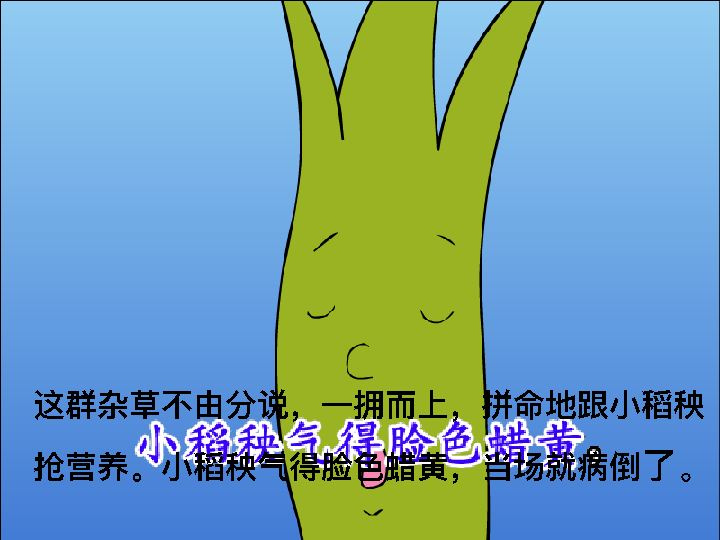 这群杂草不由分说，一拥而上，拼命地跟小稻秧
小稻秧气得脸色蜡黄。
抢营养。小稻秧气得脸色蜡黄，当场就病倒了。